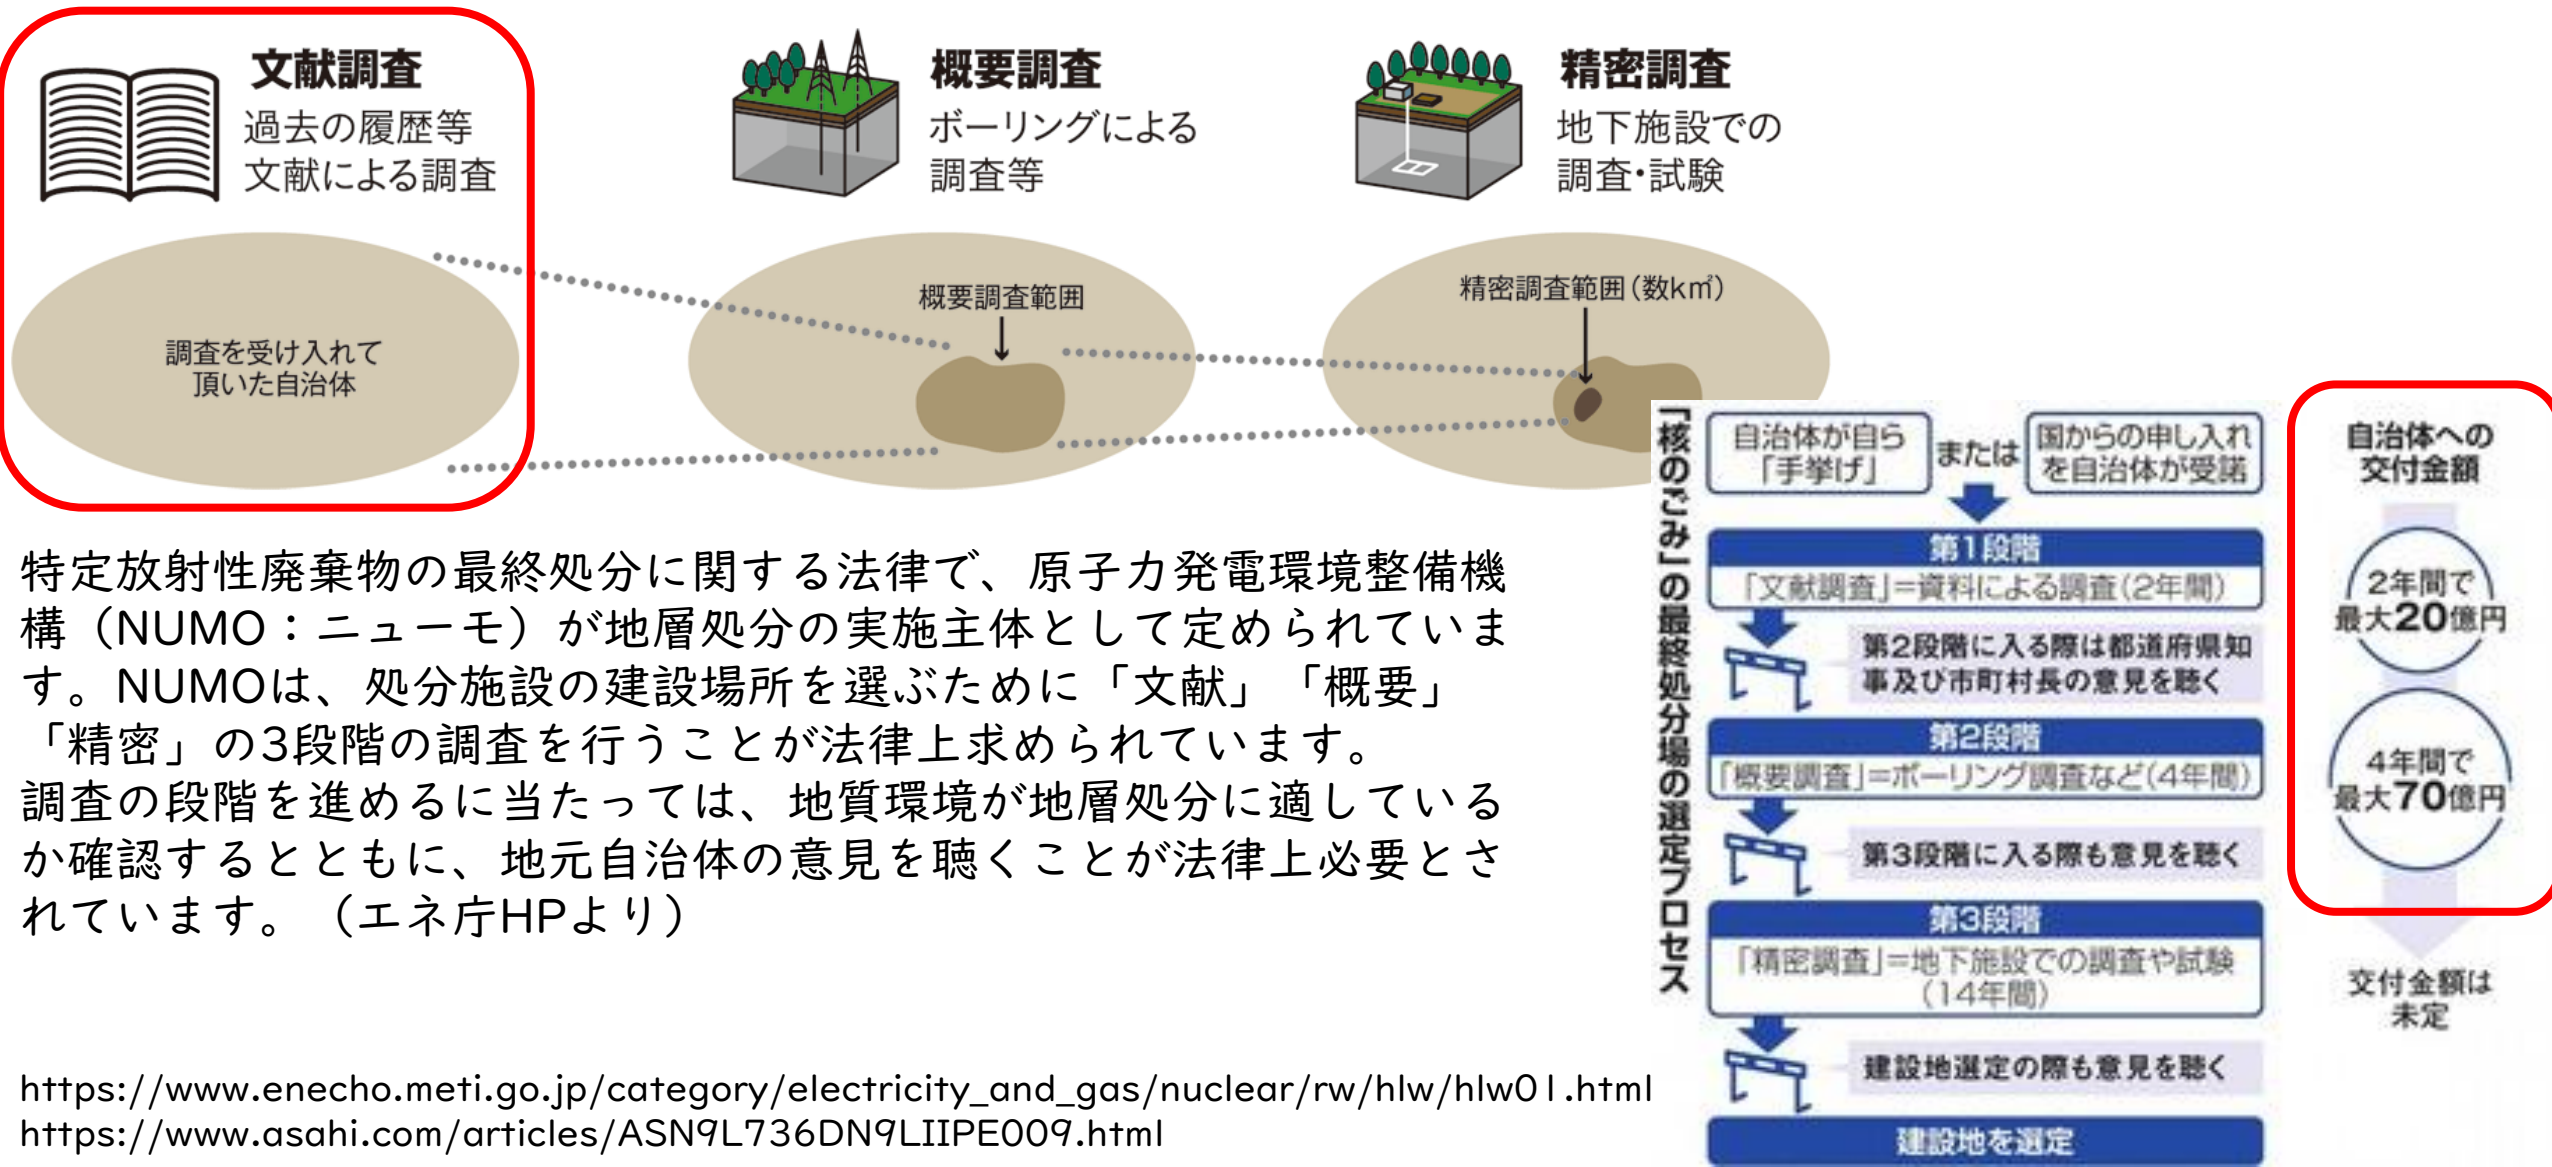 文献調査
過去の履歴等
文献による調査
概要調査
ボーリングによる
調査等
精密調査
地下施設での
調査・試験
調査を受け入れて
頂いた自治体
概要調査範囲
精密調査範囲（数k㎡）
特定放射性廃棄物の最終処分に関する法律で、原子力発電環境整備機
構（NUMO：ニューモ）が地層処分の実施主体として定められていま
す。NUMOは、処分施設の建設場所を選ぶために「文献」「概要」
「精密」の3段階の調査を行うことが法律上求められています。
調査の段階を進めるに当たっては、地質環境が地層処分に適している
か確認するとともに、地元自治体の意見を聴くことが法律上必要とさ
れています。（エネ庁HPより）
https://www.enecho.meti.go.jp/category/electricity_and_gas/nuclear/rw/hlw/hlw01.html
https://www.asahi.com/articles/ASN9L736DN9LIIPE009.html
「核のごみ」の最終処分場の選定プロセス
自治体が自ら
「手挙げ」
または
国からの申し入れ
を自治体が受諾
第1段階
「文献調査」＝資料による調査（2年間）
第2段階に入る際は都道府県知
事及び市町村長の意見を聴く
第2段階
「概要調査」＝ボーリング調査など（4年間）
第3段階に入る際も意見を聴く
第3段階
「精密調査」＝地下施設での調査や試験
（14年間）
建設地選定の際も意見を聴く
建設地を選定
自治体への
交付金額
2年間で
最大20億円
4年間で
最大70億円
交付金額は
未定